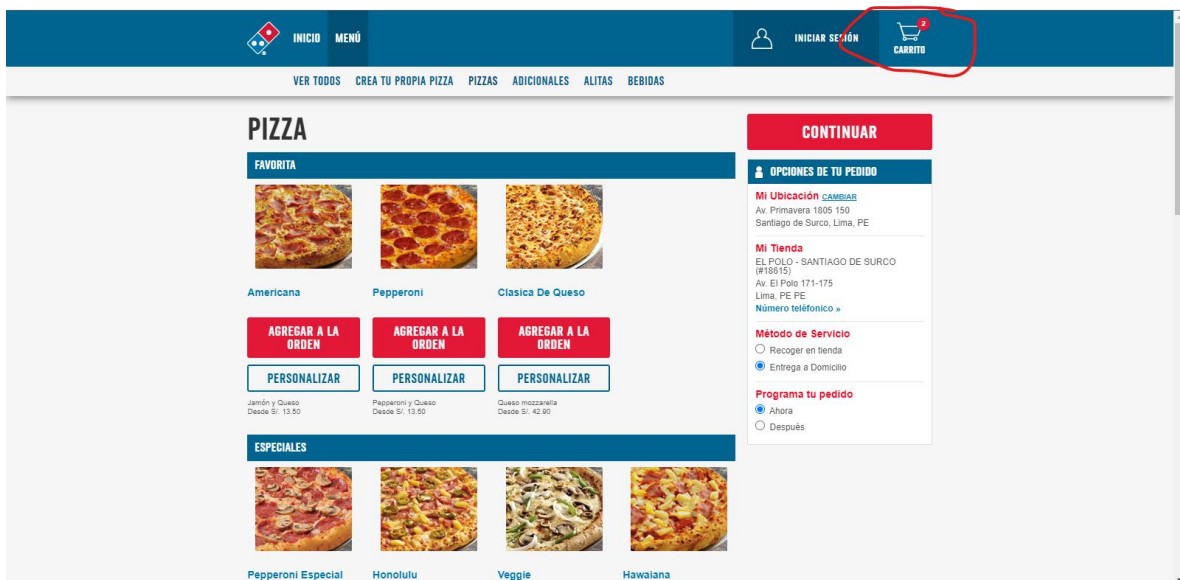 INICIO MENÚ
INICIAR SESIÓN
2
CARRITO
VER TODOS CREA TU PROPIA PIZZA PIZZAS ADICIONALES ALITAS BEBIDAS
PIZZA
FAVORITA
Americana Pepperoni Clasica De Queso
AGREGAR A LA ORDEN AGREGAR A LA ORDEN AGREGAR A LA ORDEN
PERSONALIZAR PERSONALIZAR PERSONALIZAR
Jamón y Queso Pepperoni y Queso Queso mozzarella
Desde S/. 13.50 Desde S/. 13.50 Desde S/. 42.90
ESPECIALES
Pepperoni Especial Honolulu Veggie Hawaiana
CONTINUAR
OPCIONES DE TU PEDIDO
Mi Ubicación CAMBIAR
Av. Primavera 1805 150
Santiago de Surco, Lima, PE
Mi Tienda
EL POLO - SANTIAGO DE SURCO
(#18615)
Av. El Polo 171-175
Lima, PE PE
Número teléfonico »
Método de Servicio
Recoger en tienda
Entrega a Domicilio
Programa tu pedido
Ahora
Después